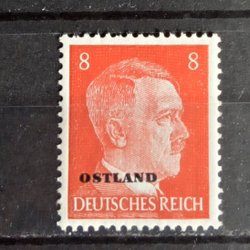 8 8
OSTLAND
DEUTSCHES REICH